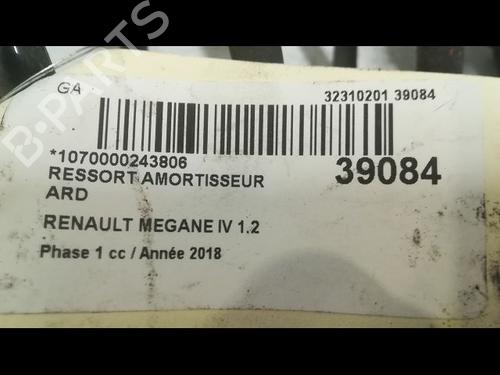 GA
32310201 39084
*1070000243806
39084
RESSORT AMORTISSEUR
ARD
RENAULT MEGANE IV 1.2
Phase 1 cc / Année 2018
B-PARTS